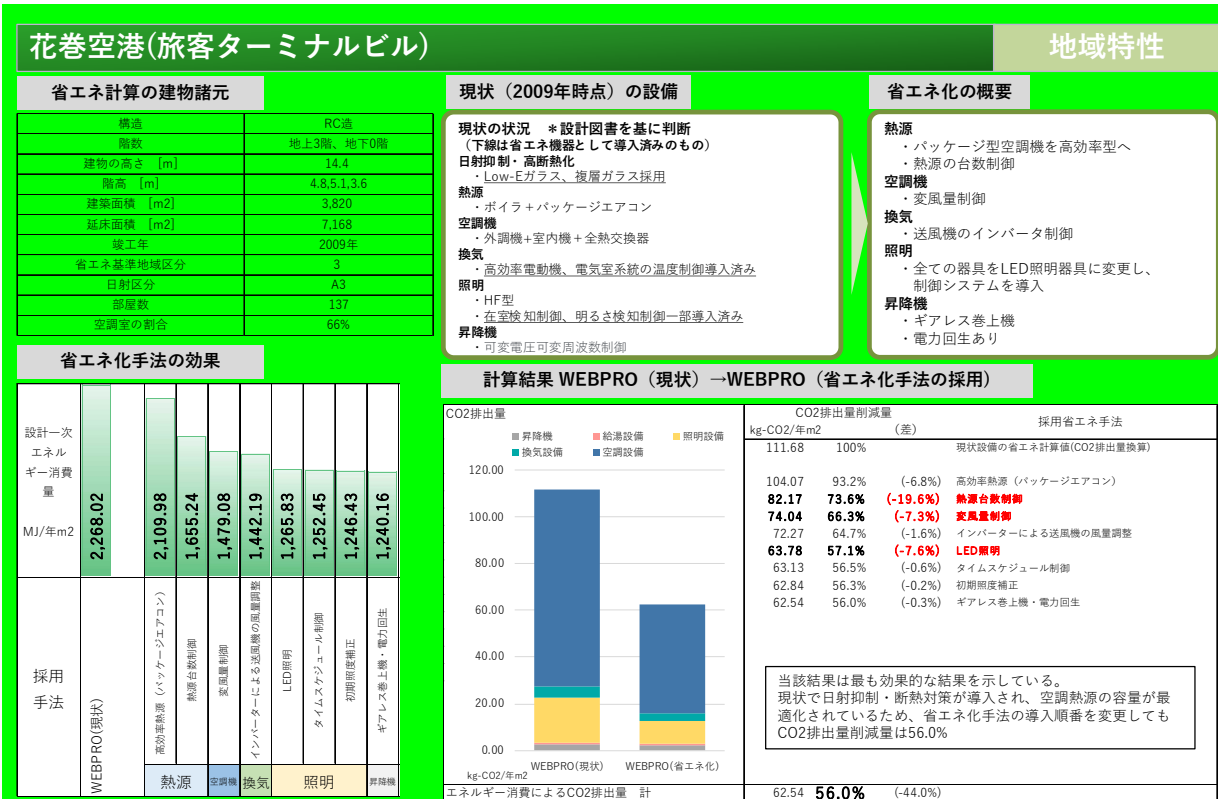 花巻空港(旅客ターミナルビル)
地域特性
省エネ計算の建物諸元
構造 RC造
階数 地上3階、地下0階
建物の高さ [m] 14.4
階高 [m] 4.8,5.1,3.6
建築面積 [m2] 3,820
延床面積 [m2] 7,168
竣工年 2009年
省エネ基準地域区分 3
日射区分 A3
部屋数 137
空調室の割合 66%
現状（2009年時点）の設備
現状の状況　＊設計図書を基に判断
（下線は省エネ機器として導入済みのもの）
日射抑制・高断熱化
・Low-Eガラス、複層ガラス採用
熱源
・ボイラ＋パッケージエアコン
空調機
・外調機+室内機＋全熱交換器
換気
・高効率電動機、電気室系統の温度制御導入済み
照明
・HF型
・在室検知制御、明るさ検知制御一部導入済み
昇降機
・可変電圧可変周波数制御
省エネ化の概要
熱源
・パッケージ型空調機を高効率型へ
・熱源の台数制御
空調機
・変風量制御
換気
・送風機のインバータ制御
照明
・全ての器具をLED照明器具に変更し、
制御システムを導入
昇降機
・ギアレス巻上機
・電力回生あり
省エネ化手法の効果
設計一次
エネル
ギー消費
量
MJ/年m2
2,268.02
2,109.98
1,655.24
1,479.08
1,442.19
1,265.83
1,252.45
1,246.43
1,240.16
採用
手法
WEBPRO(現状)
高効率熱源（パッケージエアコン）
熱源台数制御
変風量制御
インバーターによる送風機の風量調整
LED照明
タイムスケジュール制御
初期照度補正
ギアレス巻上機・電力回生
熱源
空調機
換気
照明
昇降機
計算結果 WEBPRO（現状）→WEBPRO（省エネ化手法の採用）
CO2排出量
昇降機 給湯設備 照明設備
換気設備 空調設備
120.00
100.00
80.00
60.00
40.00
20.00
0.00
kg-CO2/年m2
WEBPRO(現状) WEBPRO(省エネ化)
CO2排出量削減量
kg-CO2/年m2 （差） 採用省エネ手法
111.68 100% 現状設備の省エネ計算値(CO2排出量換算)
104.07 93.2% (-6.8%) 高効率熱源（パッケージエアコン）
82.17 73.6% (-19.6%) 熱源台数制御
74.04 66.3% (-7.3%) 変風量制御
72.27 64.7% (-1.6%) インバーターによる送風機の風量調整
63.78 57.1% (-7.6%) LED照明
63.13 56.5% (-0.6%) タイムスケジュール制御
62.84 56.3% (-0.2%) 初期照度補正
62.54 56.0% (-0.3%) ギアレス巻上機・電力回生
当該結果は最も効果的な結果を示している。
現状で日射抑制・断熱対策が導入され、空調熱源の容量が最
適化されているため、省エネ化手法の導入順番を変更しても
CO2排出量削減量は56.0%
エネルギー消費によるCO2排出量　計 62.54 56.0% (-44.0%)